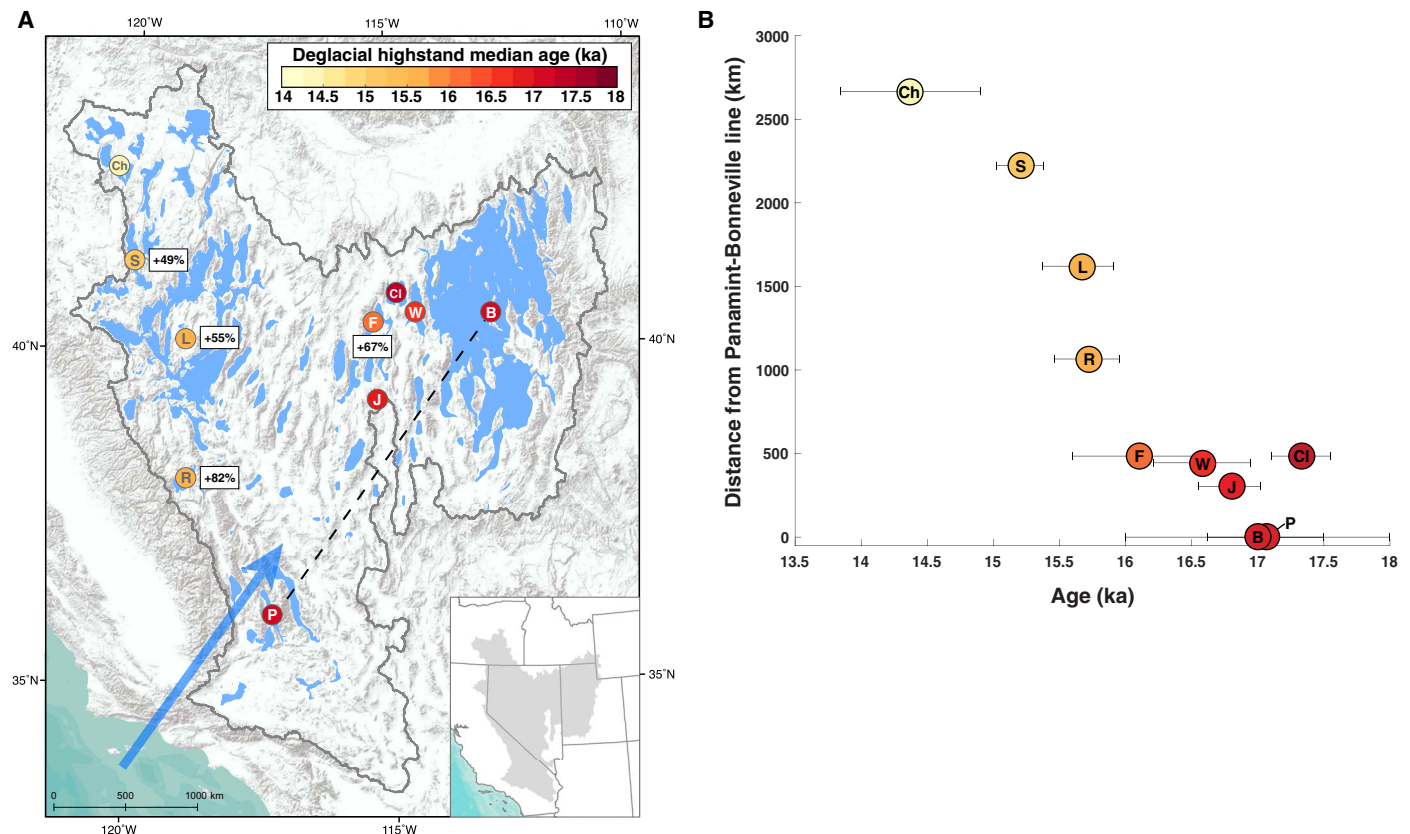 A
120˚W
115˚W
110˚W
Deglacial highstand median age (ka)
14 14.5 15 15.5 16 16.5 17 17.5 18
Ch
S
+49%
Cl
W
B
F
L
+55%
+67%
40˚N
40˚N
J
R
+82%
P
35˚N
35˚N
0 500 1000 km
120˚W
115˚W
B
Distance from Panamint-Bonneville line (km)
3000
2500
2000
1500
1000
500
0
Ch
S
L
R
F
W
Cl
J
B
P
13.5 14 14.5 15 15.5 16 16.5 17 17.5 18
Age (ka)